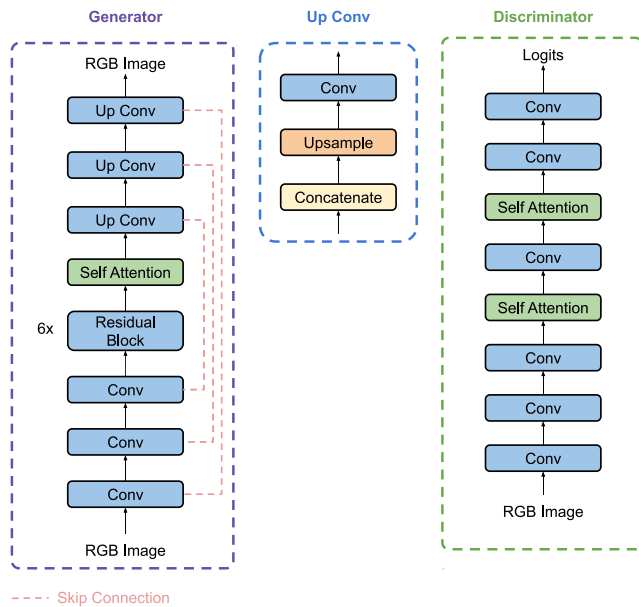 Generator
RGB Image
Up Conv
Up Conv
Up Conv
Self Attention
6x
Residual
Block
Conv
Conv
Conv
RGB Image
Skip Connection
Up Conv
Conv
Upsample
Concatenate
Discriminator
Logits
Conv
Conv
Self Attention
Conv
Self Attention
Conv
Conv
Conv
RGB Image